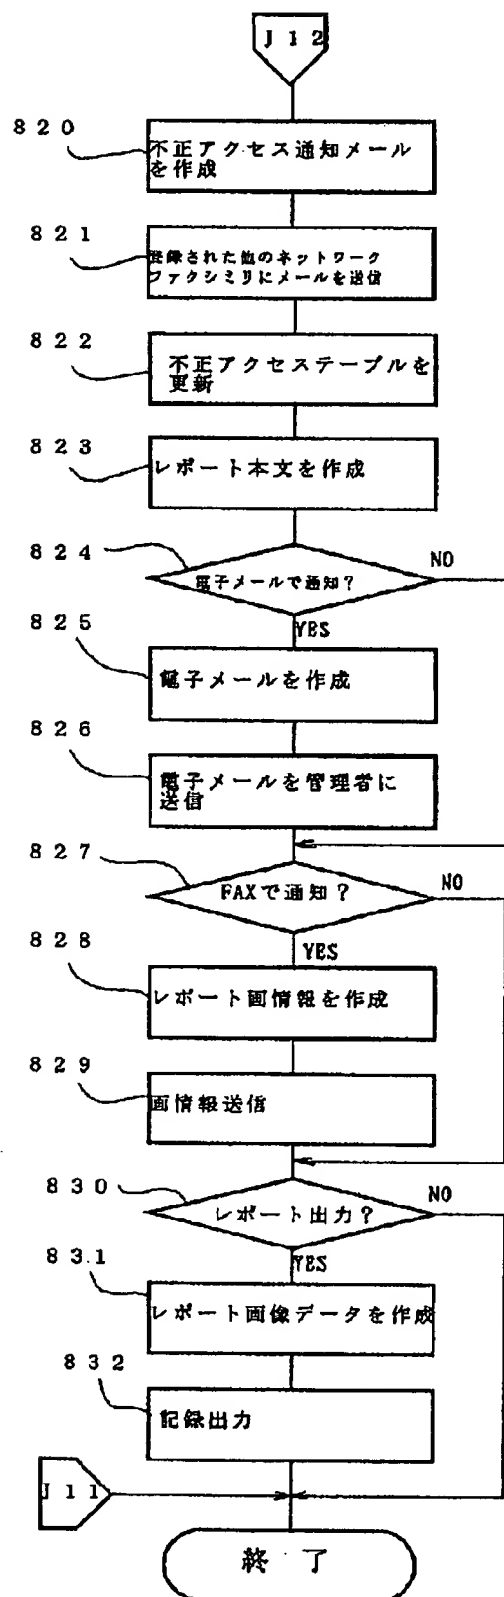 J12
820
不正アクセス通知メール
を作成
821
登録された他のネットワーク
ファクシミリにメールを送信
822
不正アクセステーブルを
更新
823
レポート本文を作成
824
電子メールで通知?
NO
YES
825
電子メールを作成
826
電子メールを管理者に
送信
827
FAXで通知?
NO
YES
828
レポート画情報を作成
829
画情報送信
830
レポート出力?
NO
YES
831
レポート画像データを作成
832
記録出力
J11
終了